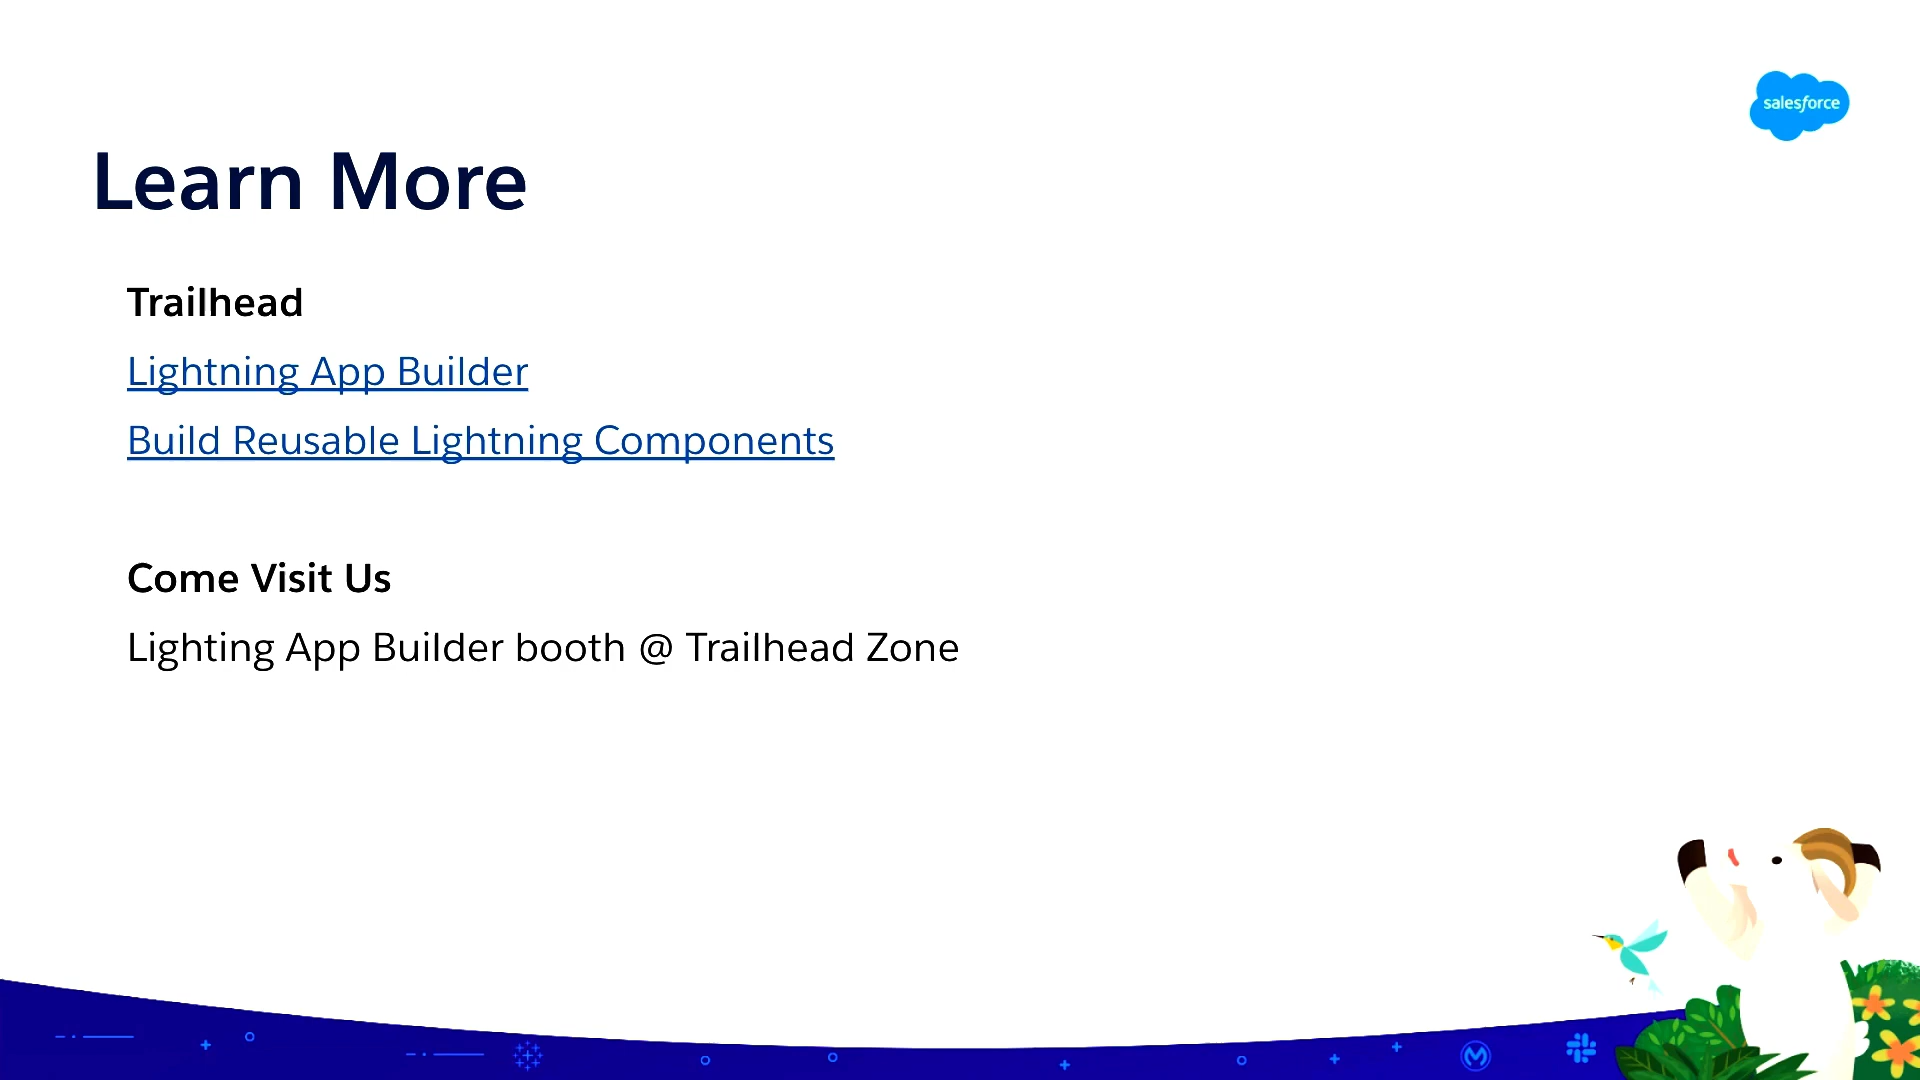 salesforce
Learn More
Trailhead
Lightning App Builder
Build Reusable Lightning Components
Come Visit Us
Lighting App Builder booth @ Trailhead Zone